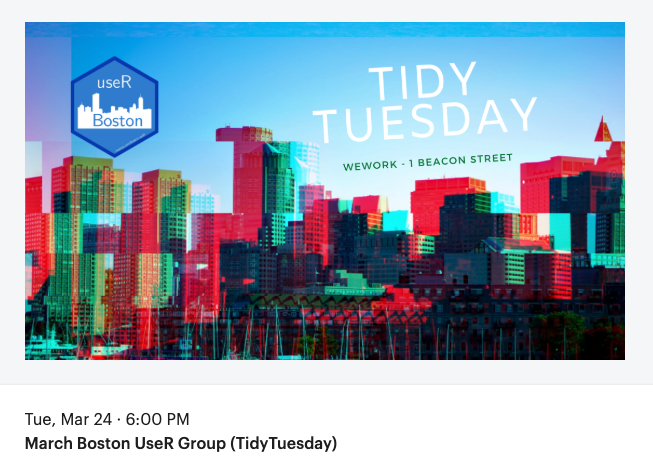 useR
Boston
TIDY
TUESDAY
WEWORK - 1 BEACON STREET
Tue, Mar 24 · 6:00 PM
March Boston UseR Group (TidyTuesday)